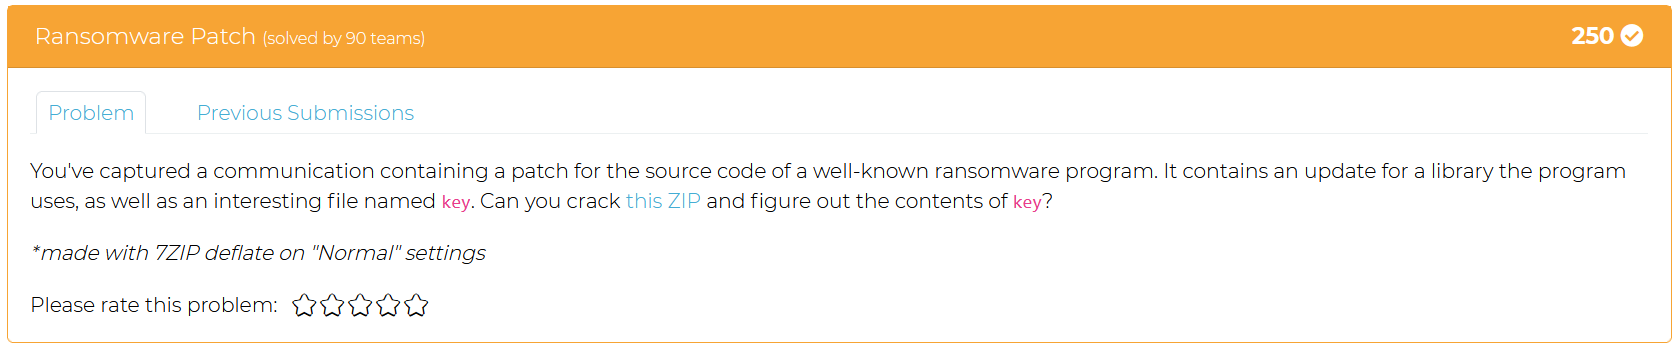 Ransomware Patch (solved by 90 teams) 250
Problem Previous Submissions
You've captured a communication containing a patch for the source code of a well-known ransomware program. It contains an update for a library the program
uses, as well as an interesting file named key. Can you crack this ZIP and figure out the contents of key?
*made with 7ZIP deflate on "Normal" settings
Please rate this problem: